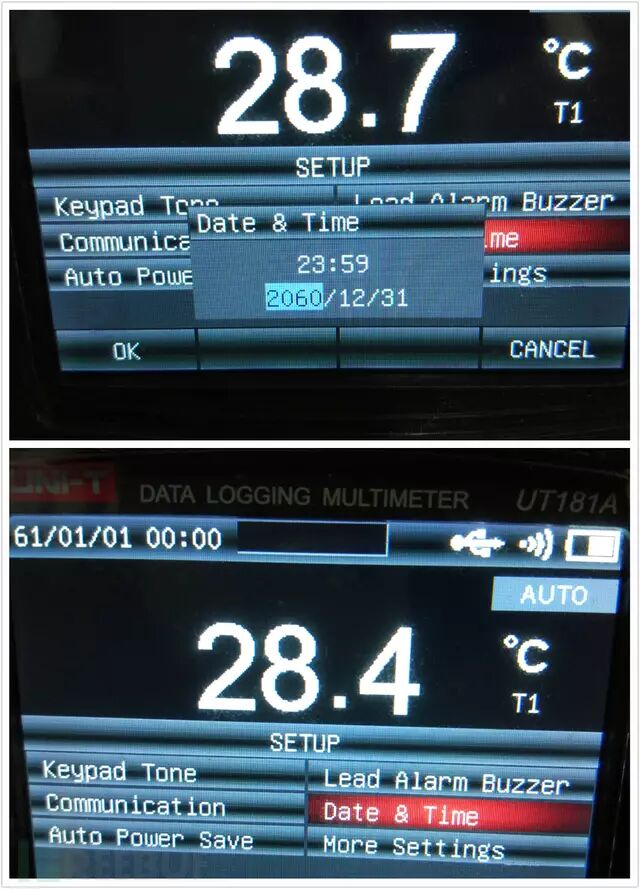 28.7 °C
T1
SETUP
Keypad Lead Alarm Buzzer
Date & Time
23:59
2060/12/31
OK CANCEL
UNI-T DATA LOGGING MULTIMETER UT181A
61/01/01 00:00
AUTO
28.4 °C
T1
SETUP
Keypad Tone Lead Alarm Buzzer
Communication Date & Time
Auto Power Save More Settings